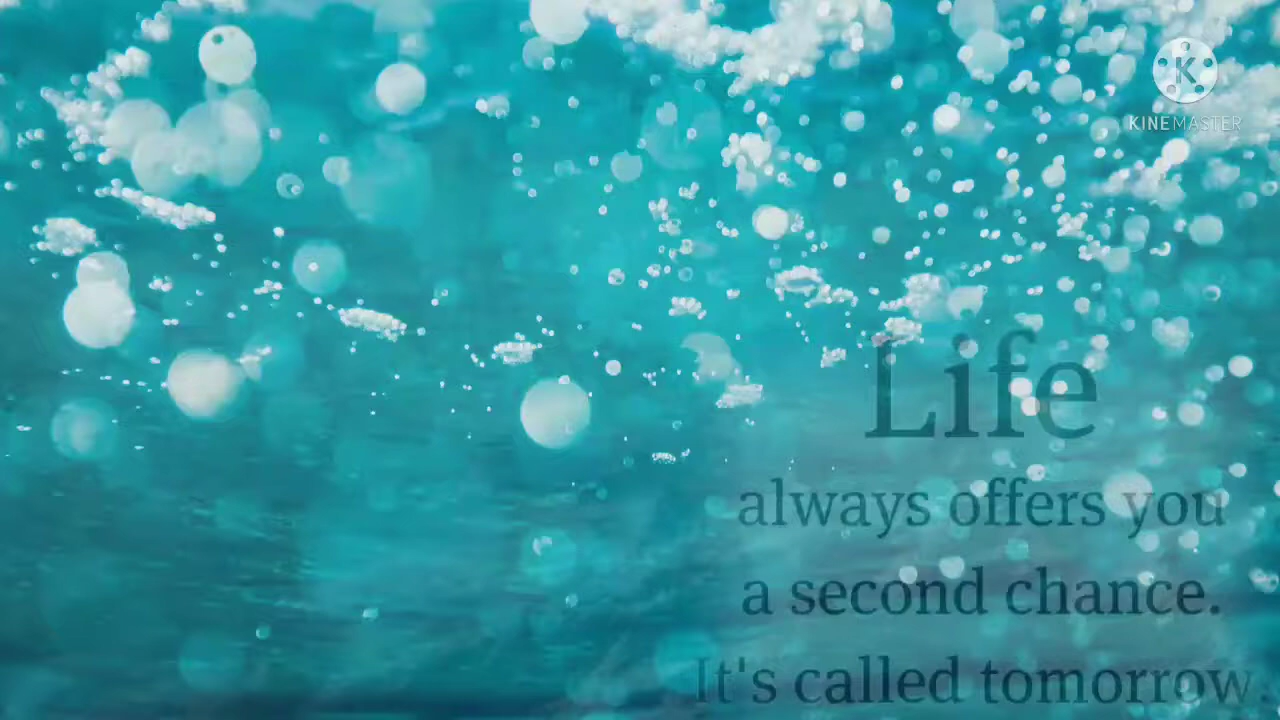 K
KINEMASTER
Life
always offers you
a second chance.
It's called tomorrow.